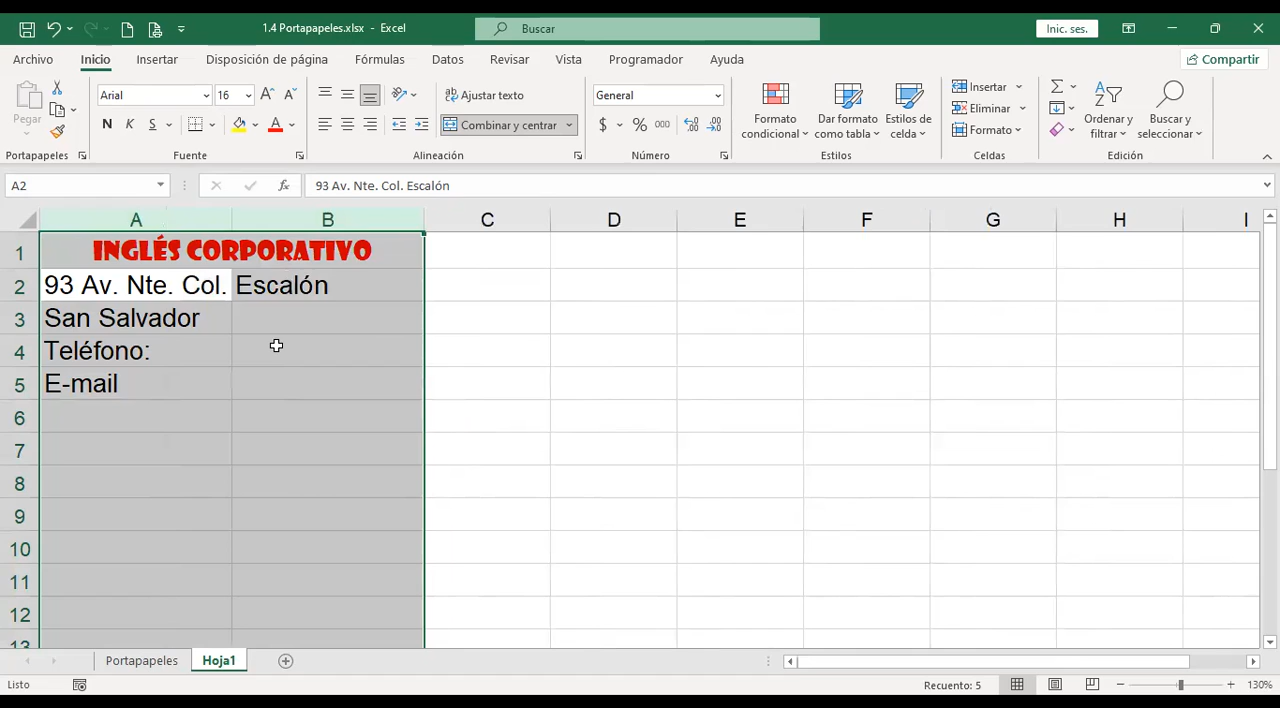 1.4 Portapapeles.xlsx - Excel
Buscar
Inic. ses.
Archivo Inicio Insertar Disposición de página Fórmulas Datos Revisar Vista Programador Ayuda
Compartir
Pegar
Portapapeles
Arial 16 A A
N K S A
Fuente
ab Ajustar texto
Combinar y centrar
Alineación
General
$ % 000
Número
Formato condicional
Dar formato como tabla
Estilos de celda
Estilos
Insertar
Eliminar
Formato
Celdas
Ordenar y filtrar
Buscar y seleccionar
Edición
A2 fx 93 Av. Nte. Col. Escalón
A B C D E F G H I
1 INGLÉS CORPORATIVO
2 93 Av. Nte. Col. Escalón
3 San Salvador
4 Teléfono:
5 E-mail
6
7
8
9
10
11
12
13
Portapapeles Hoja1
Listo
Recuento: 5
130%